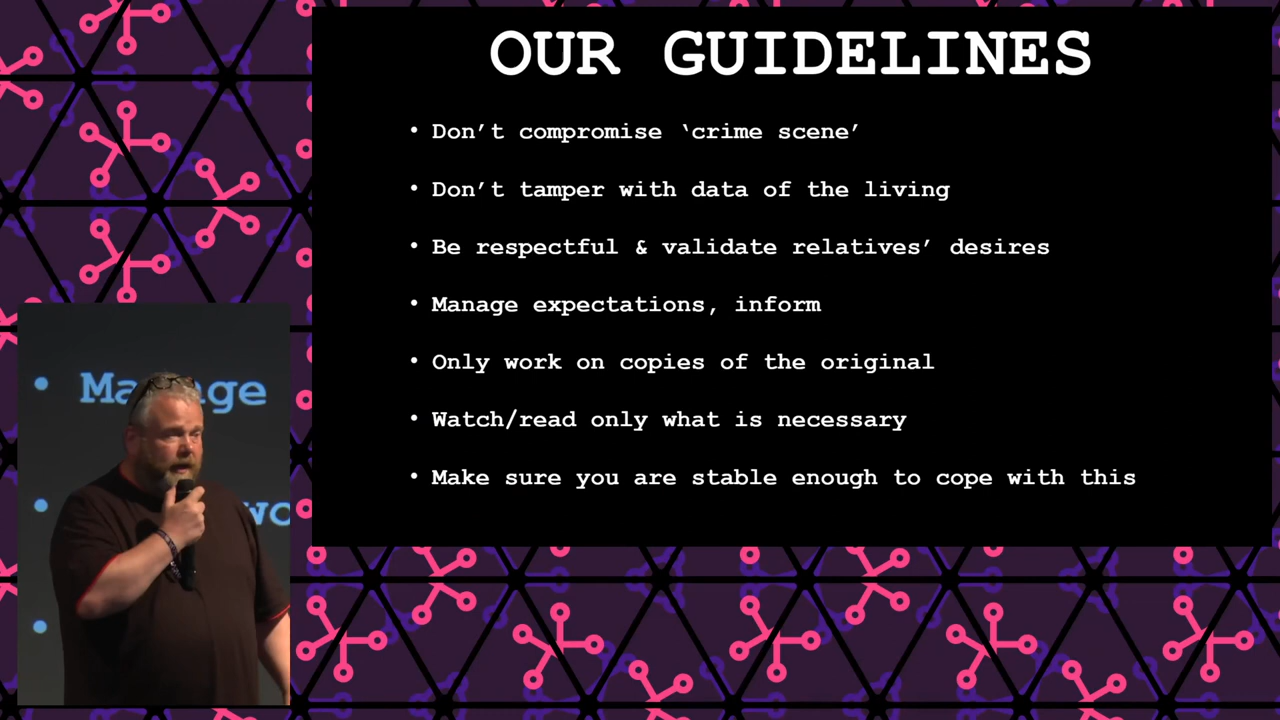 OUR GUIDELINES
• Don’t compromise ‘crime scene’
• Don’t tamper with data of the living
• Be respectful & validate relatives’ desires
• Manage expectations, inform
• Only work on copies of the original
• Watch/read only what is necessary
• Make sure you are stable enough to cope with this